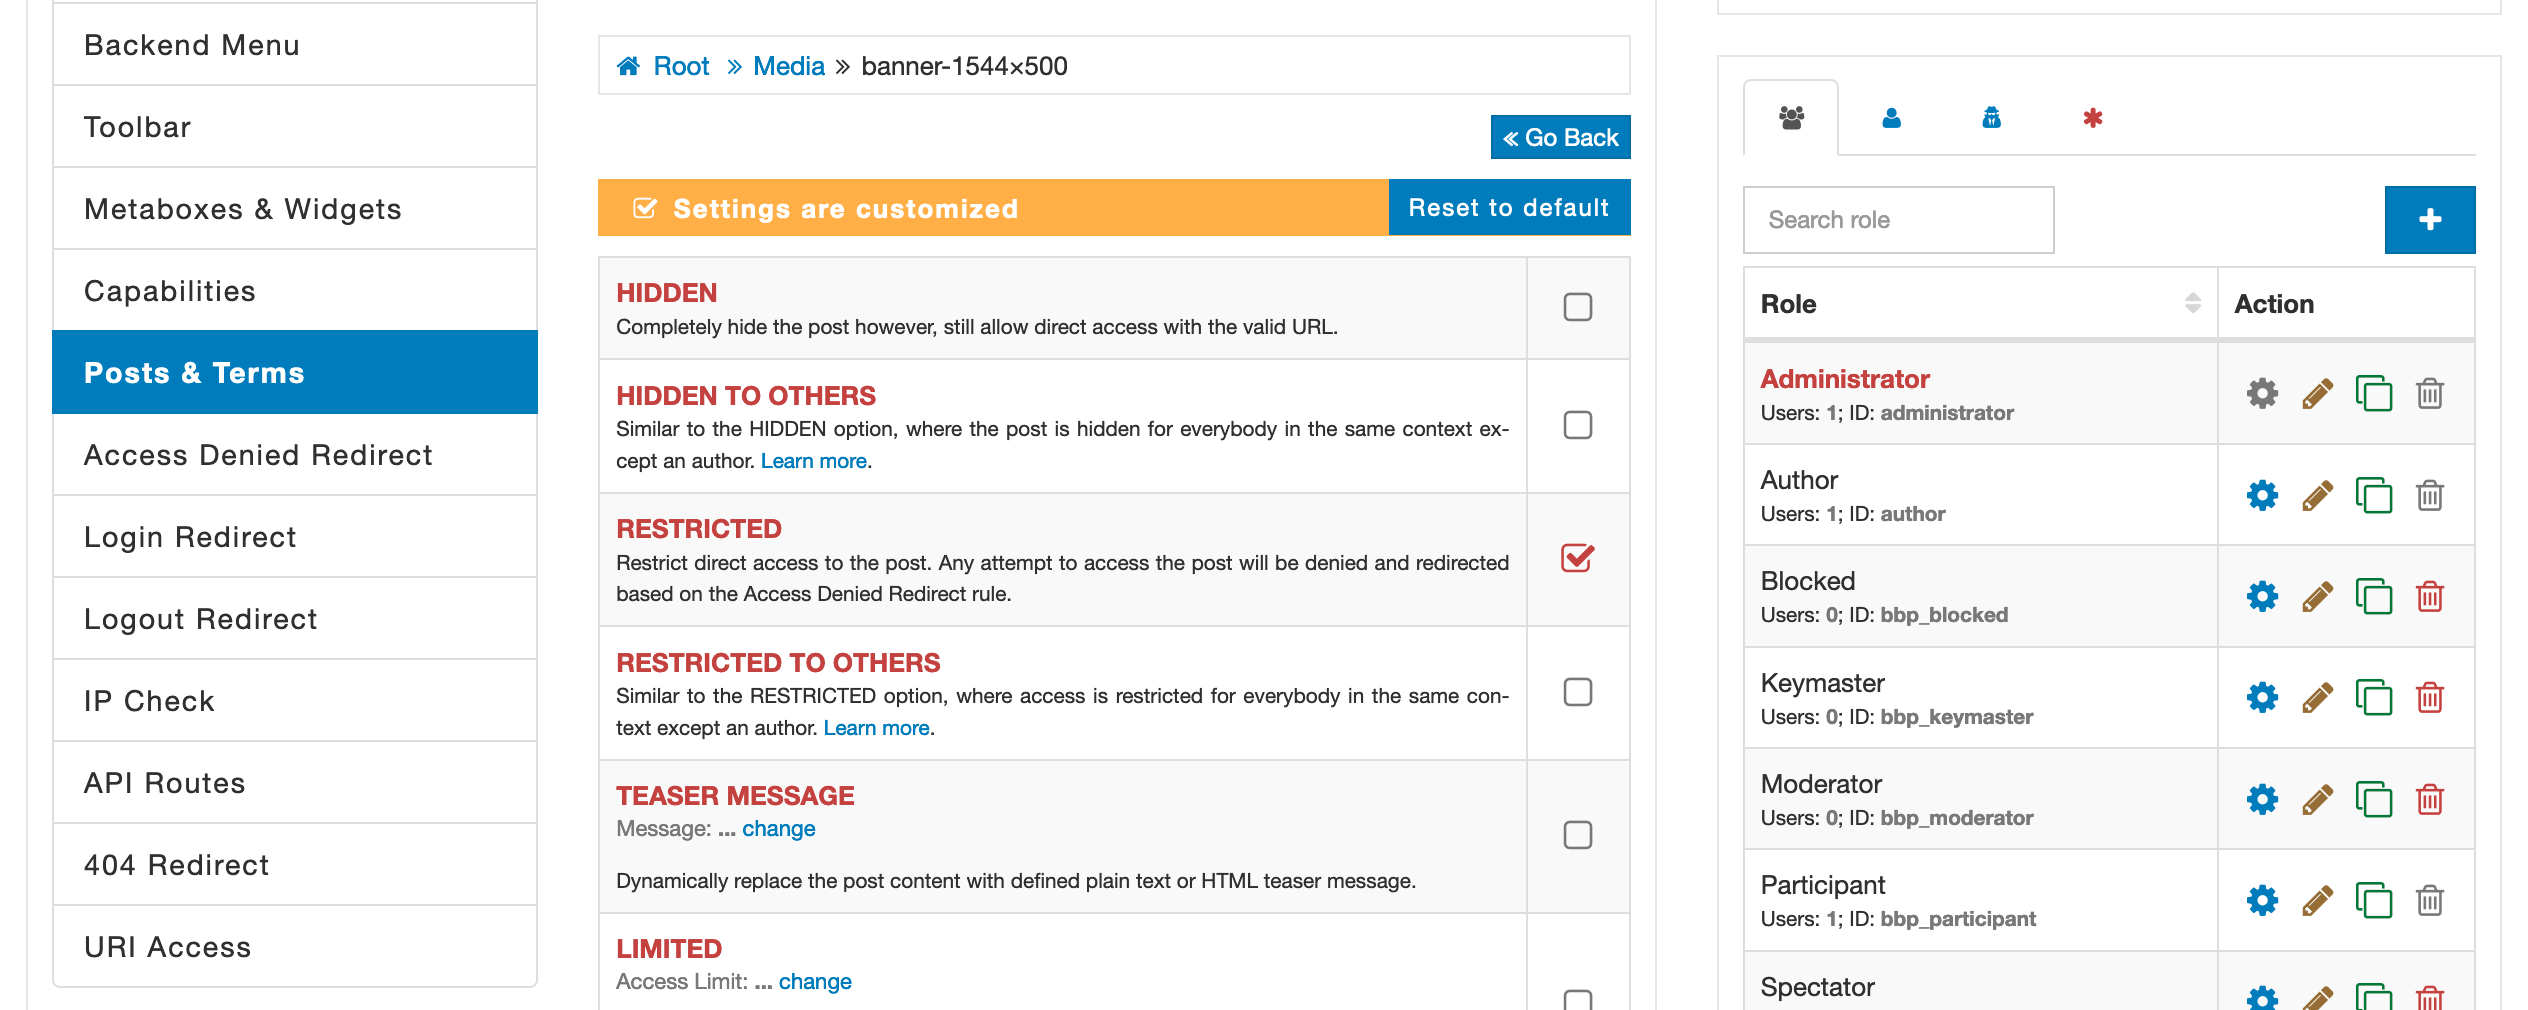 Backend Menu
Toolbar
Metaboxes & Widgets
Capabilities
Posts & Terms
Access Denied Redirect
Login Redirect
Logout Redirect
IP Check
API Routes
404 Redirect
URI Access
Root » Media » banner-1544×500
« Go Back
Settings are customized
Reset to default
HIDDEN
Completely hide the post however, still allow direct access with the valid URL.
HIDDEN TO OTHERS
Similar to the HIDDEN option, where the post is hidden for everybody in the same context ex-
cept an author. Learn more.
RESTRICTED
Restrict direct access to the post. Any attempt to access the post will be denied and redirected
based on the Access Denied Redirect rule.
RESTRICTED TO OTHERS
Similar to the RESTRICTED option, where access is restricted for everybody in the same con-
text except an author. Learn more.
TEASER MESSAGE
Message: ... change
Dynamically replace the post content with defined plain text or HTML teaser message.
LIMITED
Access Limit: ... change
Search role
Role
Action
Administrator
Users: 1; ID: administrator
Author
Users: 1; ID: author
Blocked
Users: 0; ID: bbp_blocked
Keymaster
Users: 0; ID: bbp_keymaster
Moderator
Users: 0; ID: bbp_moderator
Participant
Users: 1; ID: bbp_participant
Spectator